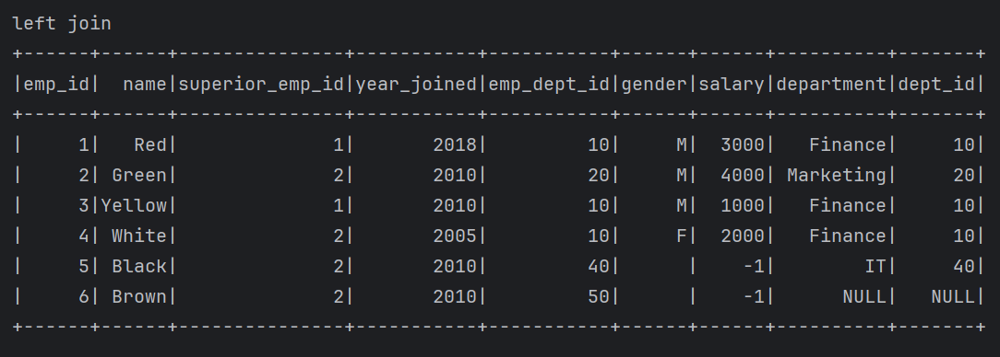 left join
+------+------+---------------+-----------+-----------+------+------+----------+-------+
|emp_id|  name|superior_emp_id|year_joined|emp_dept_id|gender|salary|department|dept_id|
+------+------+---------------+-----------+-----------+------+------+----------+-------+
|     1|   Red|              1|       2018|         10|     M|  3000|   Finance|     10|
|     2| Green|              2|       2010|         20|     M|  4000| Marketing|     20|
|     3|Yellow|              1|       2010|         10|     M|  1000|   Finance|     10|
|     4| White|              2|       2005|         10|     F|  2000|   Finance|     10|
|     5| Black|              2|       2010|         40|      |    -1|        IT|     40|
|     6| Brown|              2|       2010|         50|      |    -1|      NULL|   NULL|
+------+------+---------------+-----------+-----------+------+------+----------+-------+